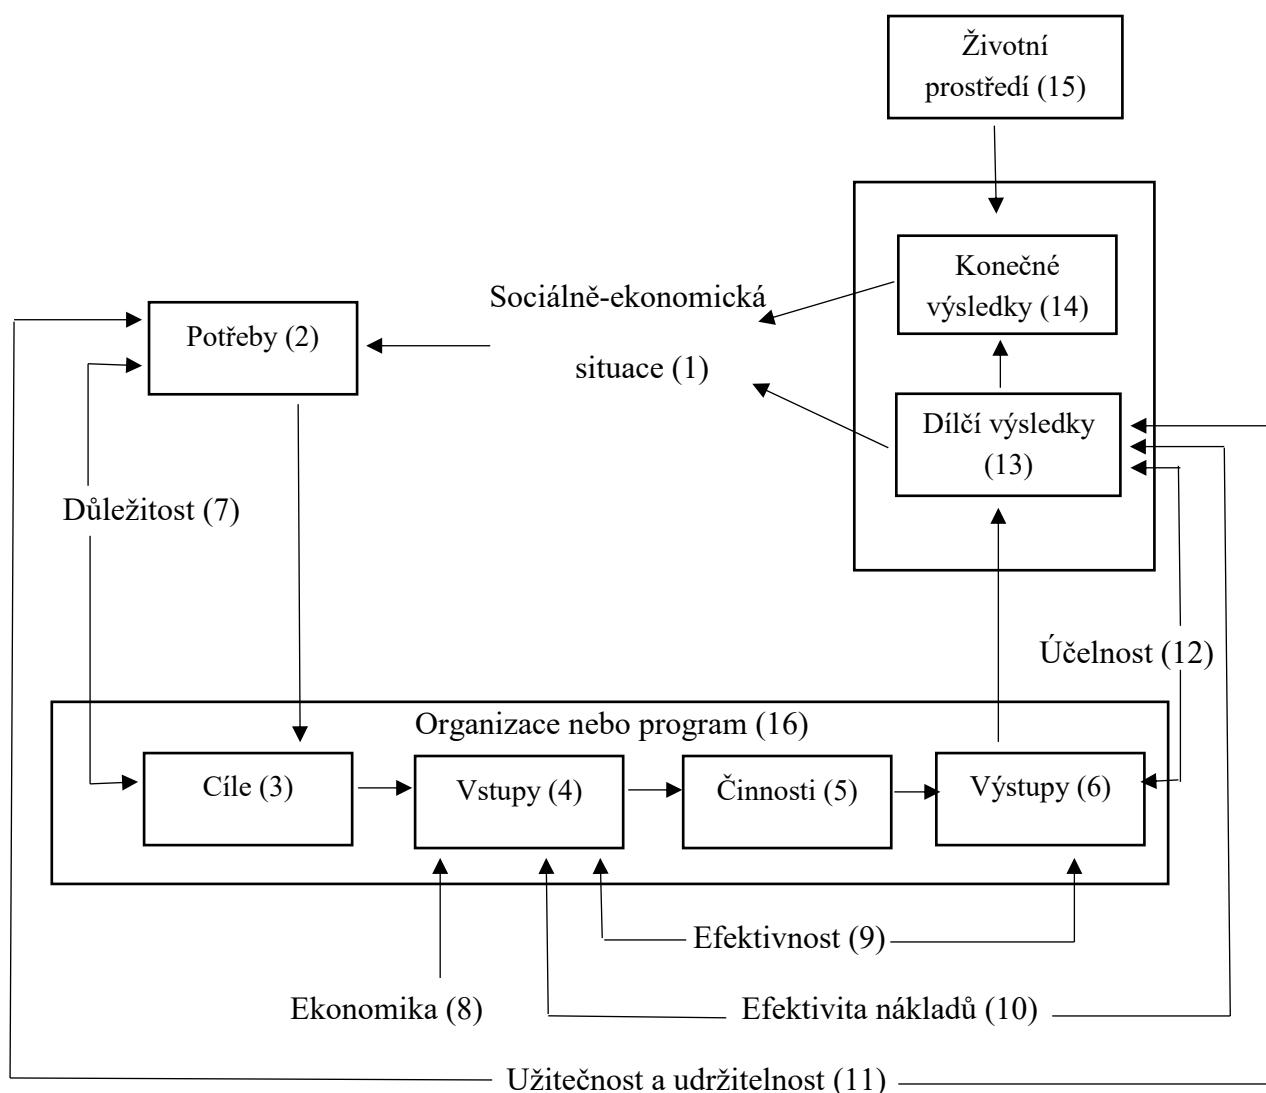 Životní
prostředí (15)
Konečné
výsledky (14)
Sociálně-ekonomická
situace (1)
Potřeby (2)
Dílčí výsledky
(13)
Důležitost (7)
Účelnost (12)
Organizace nebo program (16)
Cíle (3)
Vstupy (4)
Činnosti (5)
Výstupy (6)
Efektivnost (9)
Ekonomika (8)
Efektivita nákladů (10)
Užitečnost a udržitelnost (11)